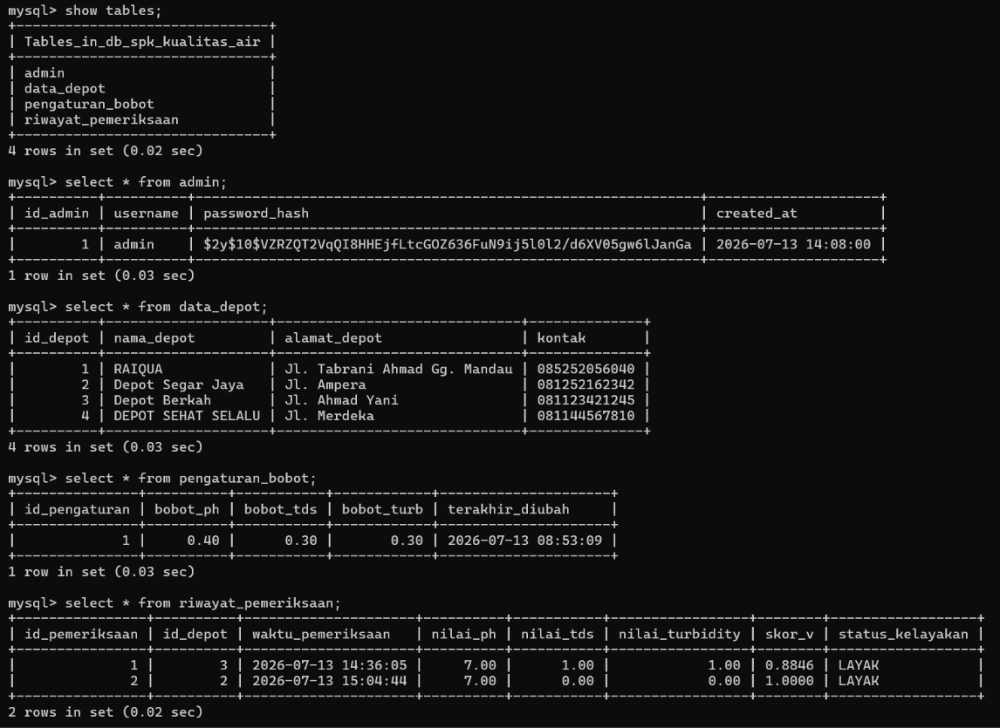 mysql> show tables;
+-------------------------------+
| Tables_in_db_spk_kualitas_air |
+-------------------------------+
| admin                         |
| data_depot                    |
| pengaturan_bobot              |
| riwayat_pemeriksaan           |
+-------------------------------+
4 rows in set (0.02 sec)

mysql> select * from admin;
+----------+----------+--------------------------------------------------------------+---------------------+
| id_admin | username | password_hash                                                | created_at          |
+----------+----------+--------------------------------------------------------------+---------------------+
|        1 | admin    | $2y$10$VZRZQT2VqQI8HHEjfLtcGOZ636FuN9ij5l0l2/d6XV05gw6lJanGa | 2026-07-13 14:08:00 |
+----------+----------+--------------------------------------------------------------+---------------------+
1 row in set (0.03 sec)

mysql> select * from data_depot;
+----------+--------------------+------------------------------+--------------+
| id_depot | nama_depot         | alamat_depot                 | kontak       |
+----------+--------------------+------------------------------+--------------+
|        1 | RAIQUA             | Jl. Tabrani Ahmad Gg. Mandau | 085252056040 |
|        2 | Depot Segar Jaya   | Jl. Ampera                   | 081252162342 |
|        3 | Depot Berkah       | Jl. Ahmad Yani               | 081123421245 |
|        4 | DEPOT SEHAT SELALU | Jl. Merdeka                  | 081144567810 |
+----------+--------------------+------------------------------+--------------+
4 rows in set (0.03 sec)

mysql> select * from pengaturan_bobot;
+---------------+----------+-----------+------------+---------------------+
| id_pengaturan | bobot_ph | bobot_tds | bobot_turb | terakhir_diubah     |
+---------------+----------+-----------+------------+---------------------+
|             1 |     0.40 |      0.30 |       0.30 | 2026-07-13 08:53:09 |
+---------------+----------+-----------+------------+---------------------+
1 row in set (0.03 sec)

mysql> select * from riwayat_pemeriksaan;
+----------------+----------+---------------------+----------+-----------+-----------------+--------+------------------+
| id_pemeriksaan | id_depot | waktu_pemeriksaan   | nilai_ph | nilai_tds | nilai_turbidity | skor_v | status_kelayakan |
+----------------+----------+---------------------+----------+-----------+-----------------+--------+------------------+
|              1 |        3 | 2026-07-13 14:36:05 |     7.00 |      1.00 |            1.00 | 0.8846 | LAYAK            |
|              2 |        2 | 2026-07-13 15:04:44 |     7.00 |      0.00 |            0.00 | 1.0000 | LAYAK            |
+----------------+----------+---------------------+----------+-----------+-----------------+--------+------------------+
2 rows in set (0.02 sec)